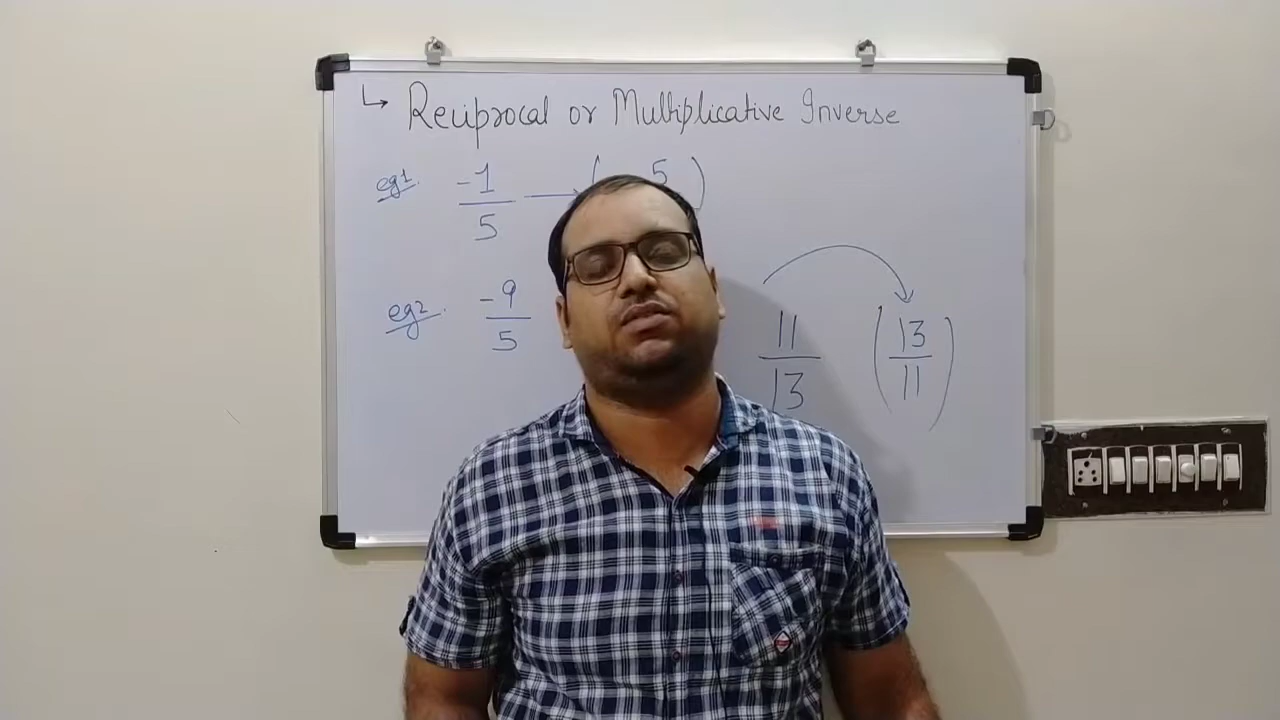 ↳ Reciprocal or Multiplicative Inverse
eg1. -1/5 → ( 5 )
eg2. -9/5
11/13 (13/11)